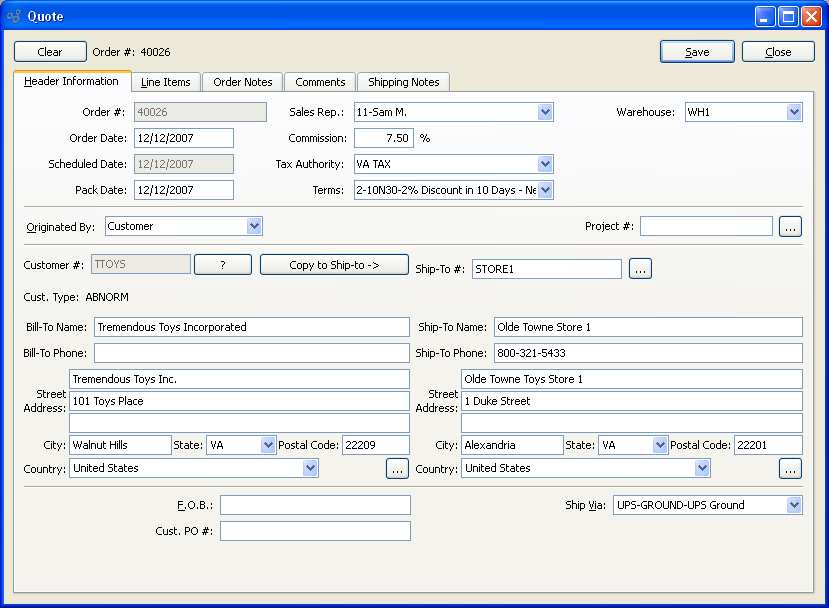 Quote
Clear Order #: 40026 Save Close
Header Information Line Items Order Notes Comments Shipping Notes
Order #: 40026 Sales Rep.: 11-Sam M. Warehouse: WH1
Order Date: 12/12/2007 Commission: 7.50 %
Scheduled Date: 12/12/2007 Tax Authority: VA TAX
Pack Date: 12/12/2007 Terms: 2-10N30-2% Discount in 10 Days - Ne
Originated By: Customer Project #: ...
Customer #: TTOYS ? Copy to Ship-to -> Ship-To #: STORE1 ...
Cust. Type: ABNORM
Bill-To Name: Tremendous Toys Incorporated Ship-To Name: Olde Towne Store 1
Bill-To Phone: Ship-To Phone: 800-321-5433
Tremendous Toys Inc. Olde Towne Toys Store 1
Street Address: 101 Toys Place Street Address: 1 Duke Street
City: Walnut Hills State: VA Postal Code: 22209 City: Alexandria State: VA Postal Code: 22201
Country: United States ... Country: United States ...
F.O.B.: Ship Via: UPS-GROUND-UPS Ground
Cust. PO #: